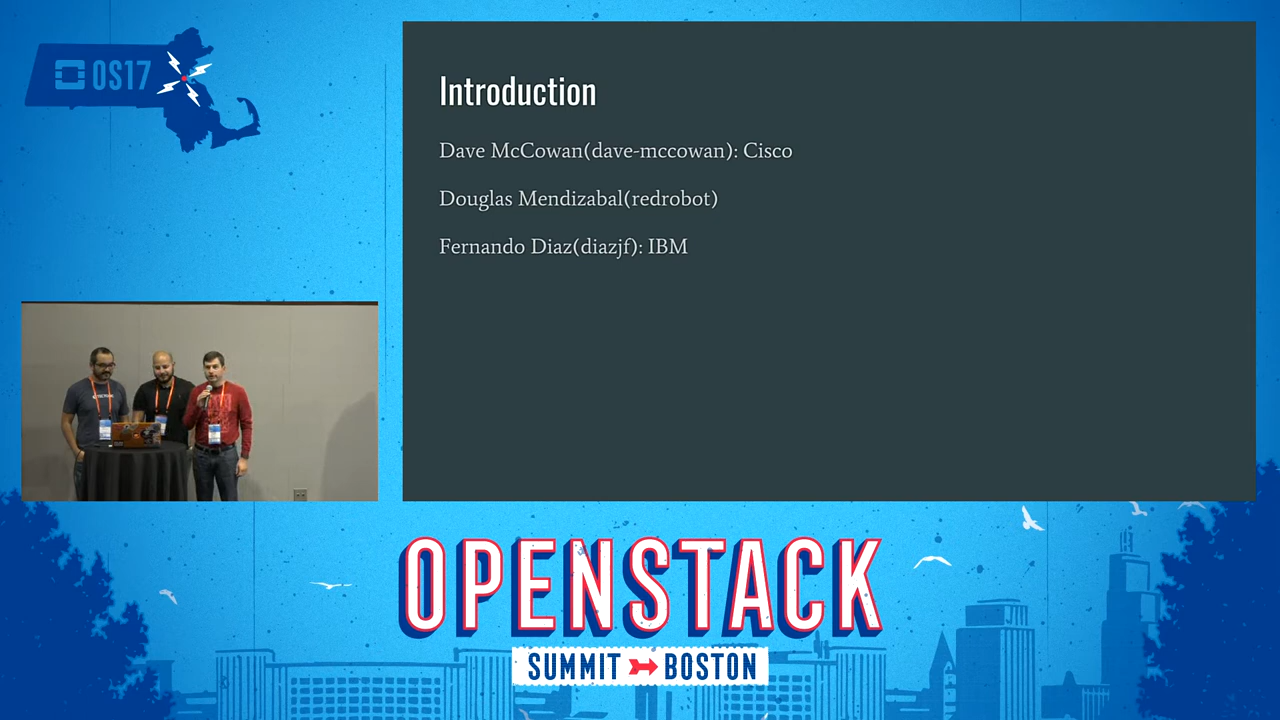 OS17
Introduction
Dave McCowan(dave-mccowan): Cisco
Douglas Mendizabal(redrobot)
Fernando Diaz(diazjf): IBM
OPENSTACK
SUMMIT BOSTON